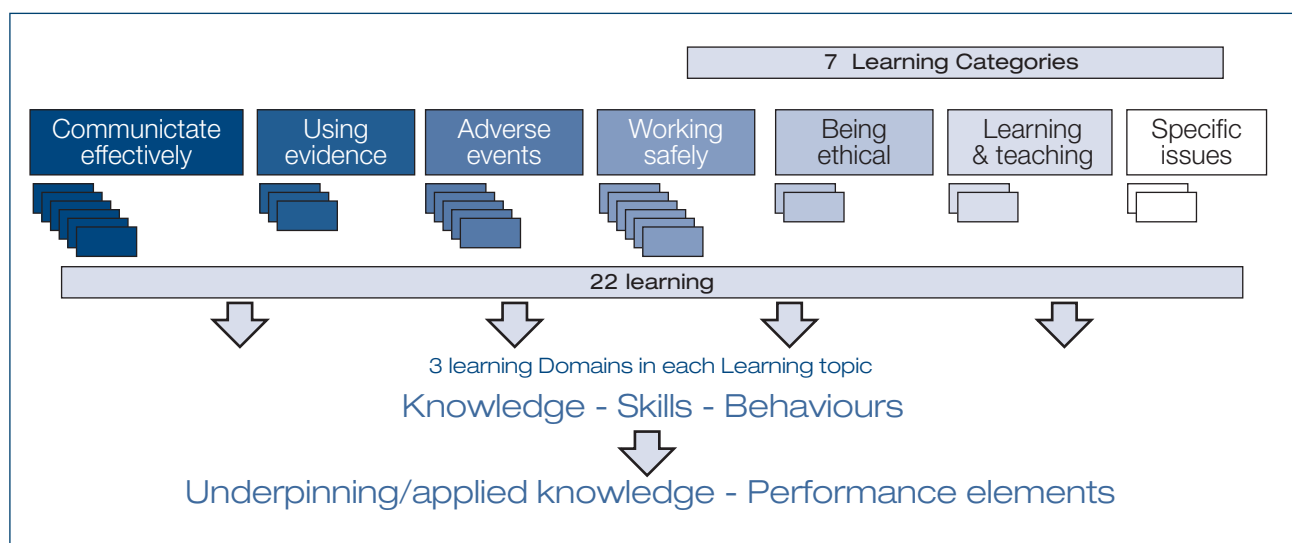 7 Learning Categories
Communictate
effectively
Using
evidence
Adverse
events
Working
safely
Being
ethical
Learning
& teaching
Specific
issues
22 learning
3 learning Domains in each Learning topic
Knowledge - Skills - Behaviours
Underpinning/applied knowledge - Performance elements